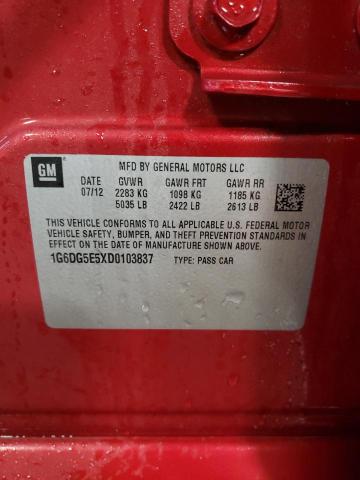 GM
MFD BY GENERAL MOTORS LLC
DATE GVWR GAWR FRT GAWR RR
07/12 2283 KG 1098 KG 1185 KG
5035 LB 2422 LB 2613 LB
THIS VEHICLE CONFORMS TO ALL APPLICABLE U.S. FEDERAL MOTOR
VEHICLE SAFETY, BUMPER, AND THEFT PREVENTION STANDARDS
IN EFFECT ON THE DATE OF MANUFACTURE SHOWN ABOVE.
1G6DG5E5XD0103837 TYPE: PASS CAR